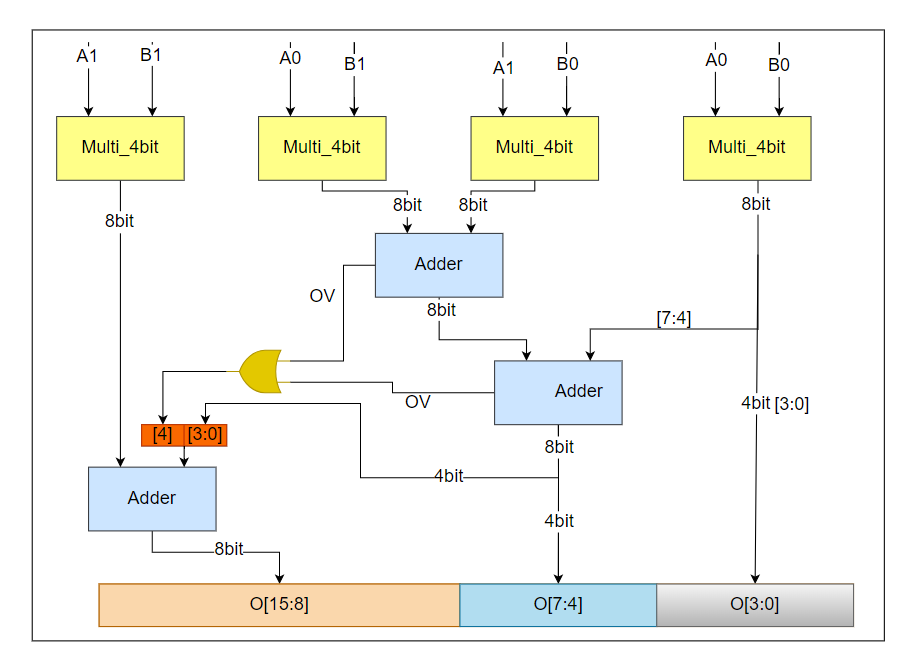 A1 B1 A0 B1 A1 B0 A0 B0
Multi_4bit Multi_4bit Multi_4bit Multi_4bit
8bit 8bit 8bit 8bit
Adder
OV 8bit [7:4]
Adder
OV 4bit [3:0]
[4] [3:0] 8bit
4bit
Adder
8bit 4bit
O[15:8] O[7:4] O[3:0]